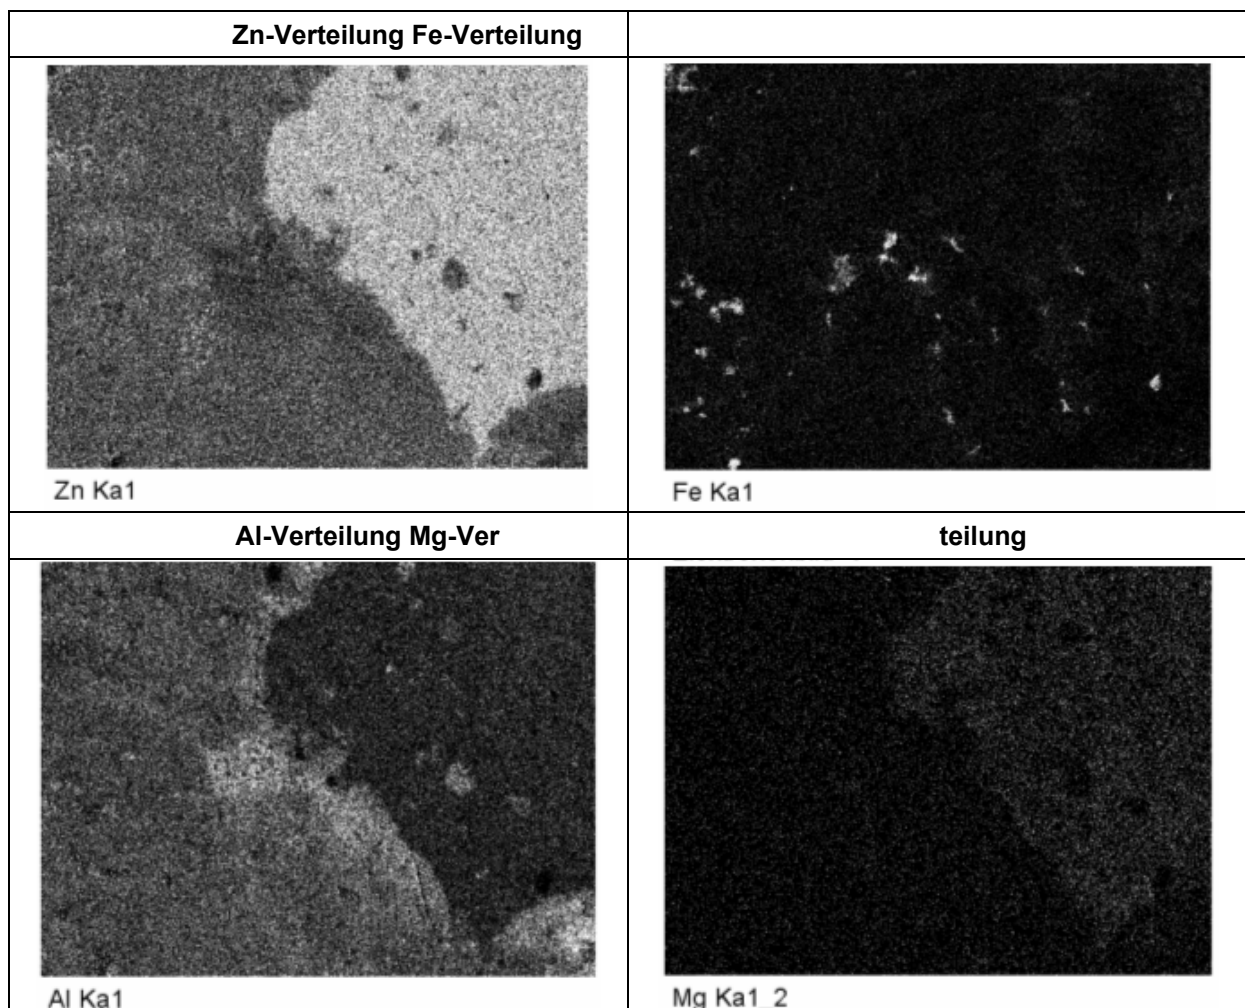 Zn-Verteilung Fe-Verteilung
Zn Ka1
Fe Ka1
Al-Verteilung Mg-Ver
teilung
Al Ka1
Mg Ka1_2